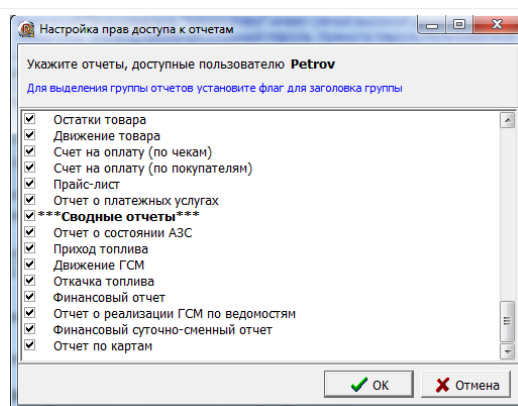 Настройка прав доступа к отчетам
Укажите отчеты, доступные пользователю Petrov
Для выделения группы отчетов установите флаг для заголовка группы
Остатки товара
Движение товара
Счет на оплату (по чекам)
Счет на оплату (по покупателям)
Прайс-лист
Отчет о платежных услугах
***Сводные отчеты***
Отчет о состоянии АЗС
Приход топлива
Движение ГСМ
Откачка топлива
Финансовый отчет
Отчет о реализации ГСМ по ведомостям
Финансовый суточно-сменный отчет
Отчет по картам
ОК
Отмена